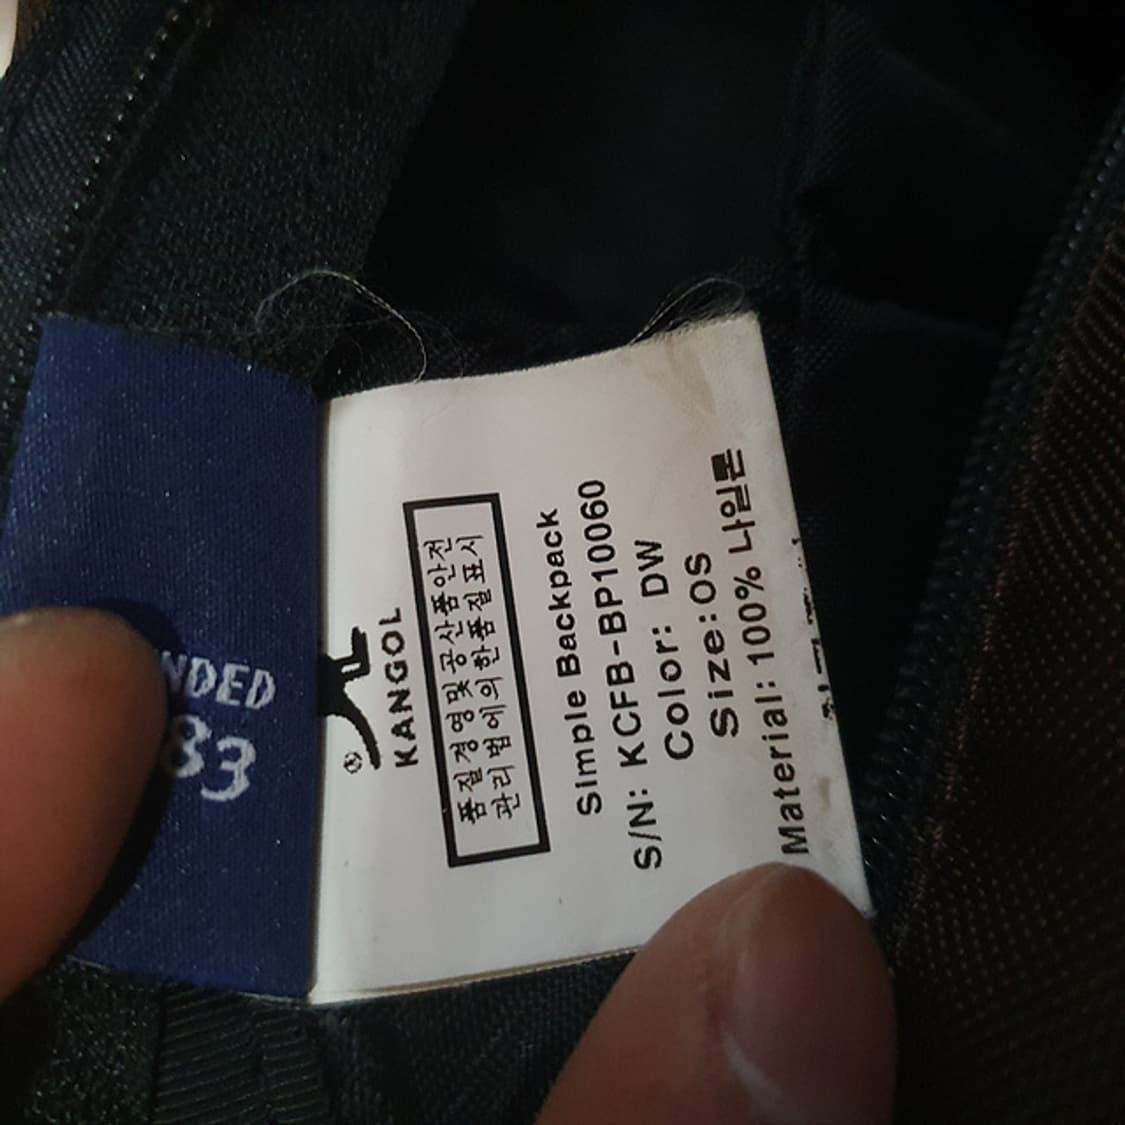 NDED
83
®
KANGOL
품질경영및공산품안전
관리법에의한품질표시
SImple Backpack
S/N: KCFB-BP10060
Color: DW
Size:OS
Material: 100% 나일론